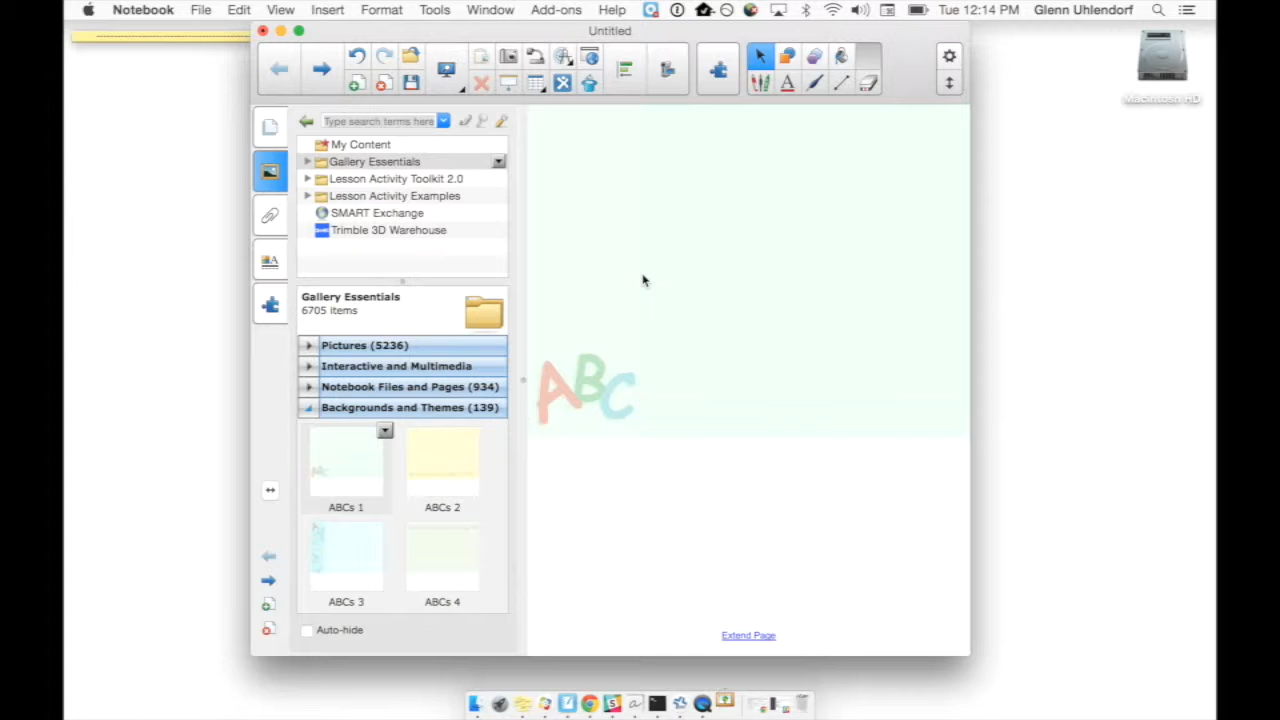 Notebook File Edit View Insert Format Tools Window Add-ons Help Tue 12:14 PM Glenn Uhlendorf
Untitled
Macintosh HD
Type search terms here
My Content
Gallery Essentials
Lesson Activity Toolkit 2.0
Lesson Activity Examples
SMART Exchange
Trimble 3D Warehouse
Gallery Essentials
6705 items
Pictures (5236)
Interactive and Multimedia
Notebook Files and Pages (934)
Backgrounds and Themes (139)
ABC
ABCs 1 ABCs 2
ABCs 3 ABCs 4
Auto-hide
Extend Page